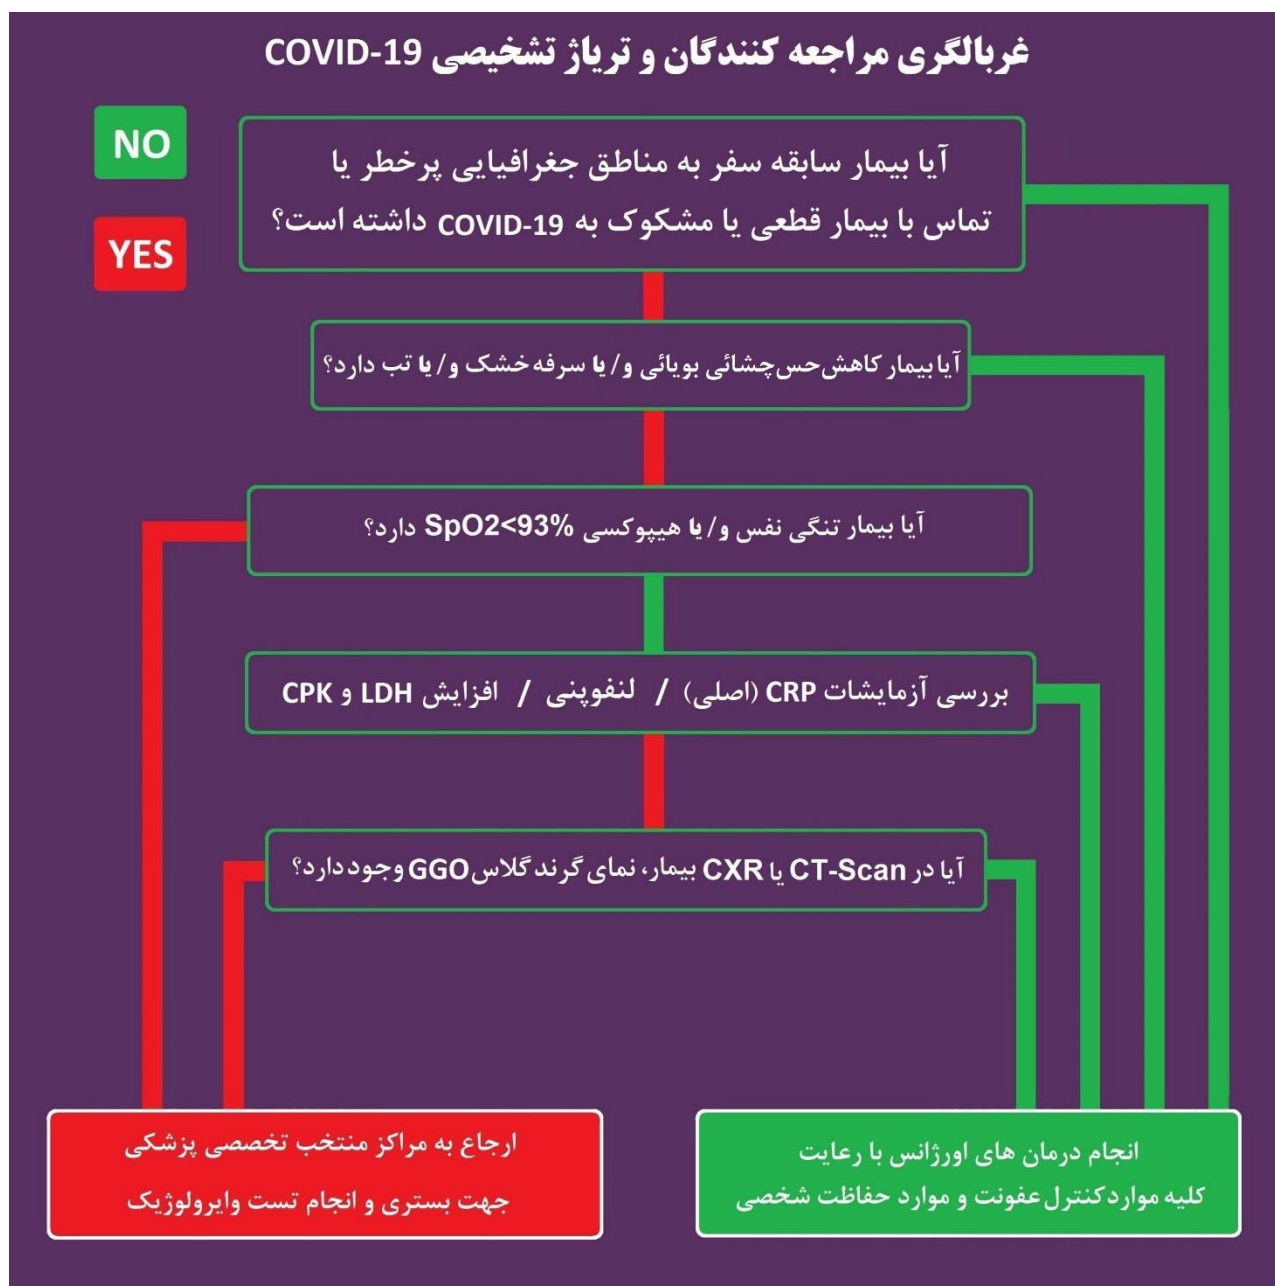 غربالگری مراجعه کنندگان و تریاژ تشخیصی COVID-19
NO
YES
آیا بیمار سابقه سفر به مناطق جغرافیایی پرخطر یا
تماس با بیمار قطعی یا مشکوک به COVID-19 داشته است؟
آیا بیمار کاهش حس چشائی بویائی و/ یا سرفه خشک و/ یا تب دارد؟
آیا بیمار تنگی نفس و/ یا هیپوکسی SpO2<93% دارد؟
بررسی آزمایشات CRP (اصلی) / لنفوپنی / افزایش LDH و CPK
آیا در CT-Scan یا CXR بیمار، نمای گرند گلاس GGO وجود دارد؟
انجام درمان های اورژانس با رعایت
کلیه موارد کنترل عفونت و موارد حفاظت شخصی
ارجاع به مراکز منتخب تخصصی پزشکی
جهت بستری و انجام تست وایرولوژیک